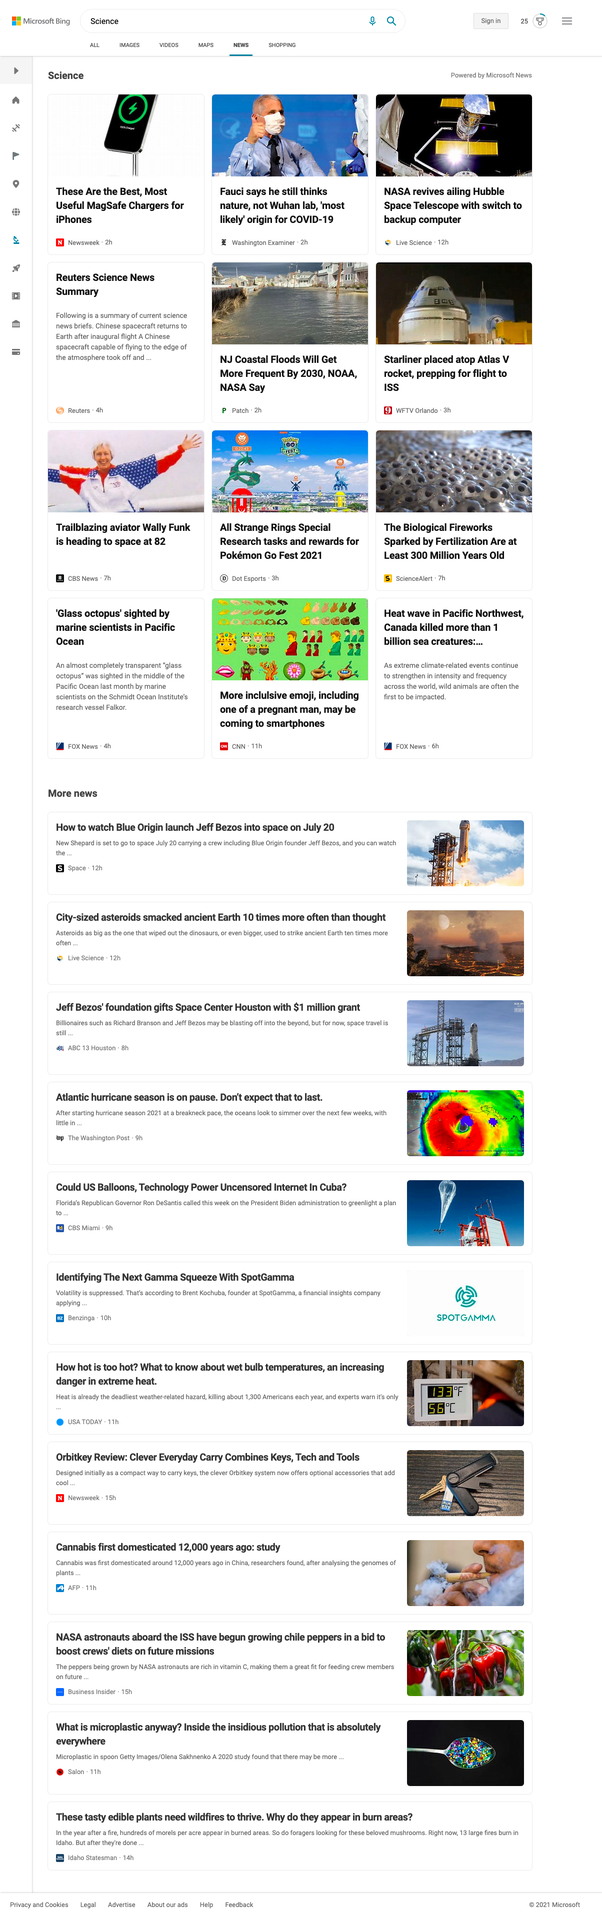 Microsoft Bing
Science
Sign in
25
ALL
IMAGES
VIDEOS
MAPS
NEWS
SHOPPING
Science
Powered by Microsoft News
These Are the Best, Most
Useful MagSafe Chargers for
iPhones
Newsweek · 2h
Fauci says he still thinks
nature, not Wuhan lab, 'most
likely' origin for COVID-19
Washington Examiner · 2h
NASA revives ailing Hubble
Space Telescope with switch to
backup computer
Live Science · 12h
Reuters Science News
Summary
Following is a summary of current science
news briefs. Chinese spacecraft returns to
Earth after inaugural flight A Chinese
spacecraft capable of flying to the edge of
the atmosphere took off and ...
Reuters · 4h
NJ Coastal Floods Will Get
More Frequent By 2030, NOAA,
NASA Say
Patch · 2h
Starliner placed atop Atlas V
rocket, prepping for flight to
ISS
WFTV Orlando · 3h
Trailblazing aviator Wally Funk
is heading to space at 82
CBS News · 7h
All Strange Rings Special
Research tasks and rewards for
Pokémon Go Fest 2021
Dot Esports · 3h
The Biological Fireworks
Sparked by Fertilization Are at
Least 300 Million Years Old
ScienceAlert · 7h
'Glass octopus' sighted by
marine scientists in Pacific
Ocean
An almost completely transparent "glass
octopus" was sighted in the middle of the
Pacific Ocean last month by marine
scientists on the Schmidt Ocean Institute's
research vessel Falkor.
FOX News · 4h
More inclulsive emoji, including
one of a pregnant man, may be
coming to smartphones
CNN · 11h
Heat wave in Pacific Northwest,
Canada killed more than 1
billion sea creatures:...
As extreme climate-related events continue
to strengthen in intensity and frequency
across the world, wild animals are often the
first to be impacted.
FOX News · 6h
More news
How to watch Blue Origin launch Jeff Bezos into space on July 20
New Shepard is set to go to space July 20 carrying a crew including Blue Origin founder Jeff Bezos, and you can watch
the ...
Space · 12h
City-sized asteroids smacked ancient Earth 10 times more often than thought
Asteroids as big as the one that wiped out the dinosaurs, or even bigger, used to strike ancient Earth ten times more
often ...
Live Science · 12h
Jeff Bezos' foundation gifts Space Center Houston with $1 million grant
Billionaires such as Richard Branson and Jeff Bezos may be blasting off into the beyond, but for now, space travel is
still ...
ABC 13 Houston · 8h
Atlantic hurricane season is on pause. Don't expect that to last.
After starting hurricane season 2021 at a breakneck pace, the oceans look to simmer over the next few weeks, with
little in ...
The Washington Post · 9h
Could US Balloons, Technology Power Uncensored Internet In Cuba?
Florida's Republican Governor Ron DeSantis called this week on the President Biden administration to greenlight a plan
to ...
CBS Miami · 9h
Identifying The Next Gamma Squeeze With SpotGamma
Volatility is suppressed. That's according to Brent Kochuba, founder at SpotGamma, a financial insights company
applying ...
Benzinga · 10h
SPOTGAMMA
How hot is too hot? What to know about wet bulb temperatures, an increasing
danger in extreme heat.
Heat is already the deadliest weather-related hazard, killing about 1,300 Americans each year, and experts warn it's only
...
USA TODAY · 11h
133°F
56°C
Orbitkey Review: Clever Everyday Carry Combines Keys, Tech and Tools
Designed initially as a compact way to carry keys, the clever Orbitkey system now offers optional accessories that add
cool ...
Newsweek · 15h
Cannabis first domesticated 12,000 years ago: study
Cannabis was first domesticated around 12,000 years ago in China, researchers found, after analysing the genomes of
plants ...
AFP · 11h
NASA astronauts aboard the ISS have begun growing chile peppers in a bid to
boost crews' diets on future missions
The peppers being grown by NASA astronauts are rich in vitamin C, making them a great fit for feeding crew members
on future ...
Business Insider · 15h
What is microplastic anyway? Inside the insidious pollution that is absolutely
everywhere
Microplastic in spoon Getty Images/Olena Sakhnenko A 2020 study found that there may be more ...
Salon · 11h
These tasty edible plants need wildfires to thrive. Why do they appear in burn areas?
In the year after a fire, hundreds of morels per acre appear in burned areas. So do foragers looking for these beloved mushrooms. Right now, 13 large fires burn in
Idaho. But after they're done ...
Idaho Statesman · 14h
Privacy and Cookies
Legal
Advertise
About our ads
Help
Feedback
© 2021 Microsoft